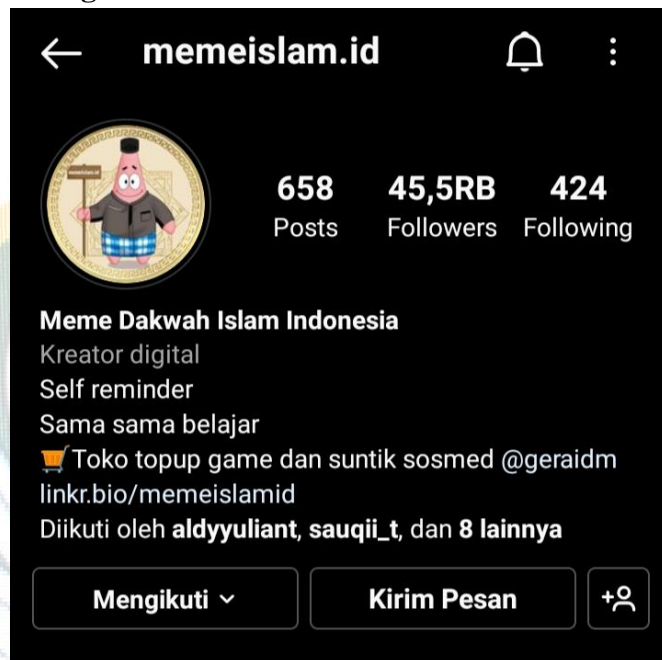 memeislam.id
658 45,5RB 424
Posts Followers Following
Meme Dakwah Islam Indonesia
Kreator digital
Self reminder
Sama sama belajar
Toko topup game dan suntik sosmed @geraidm
linkr.bio/memeislamid
Diikuti oleh aldyyuliant, sauqii_t, dan 8 lainnya
Mengikuti
Kirim Pesan